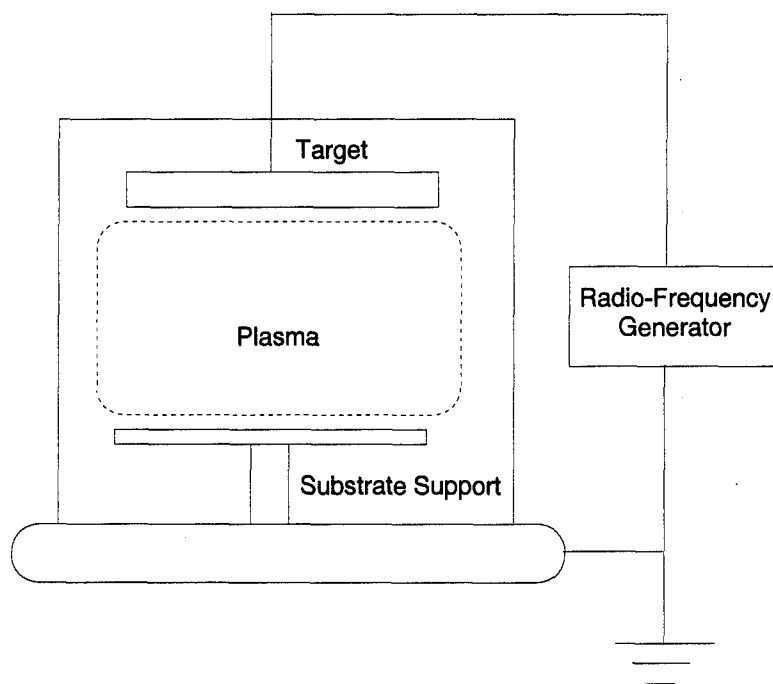 Target
Plasma
Radio-Frequency
Generator
Substrate Support